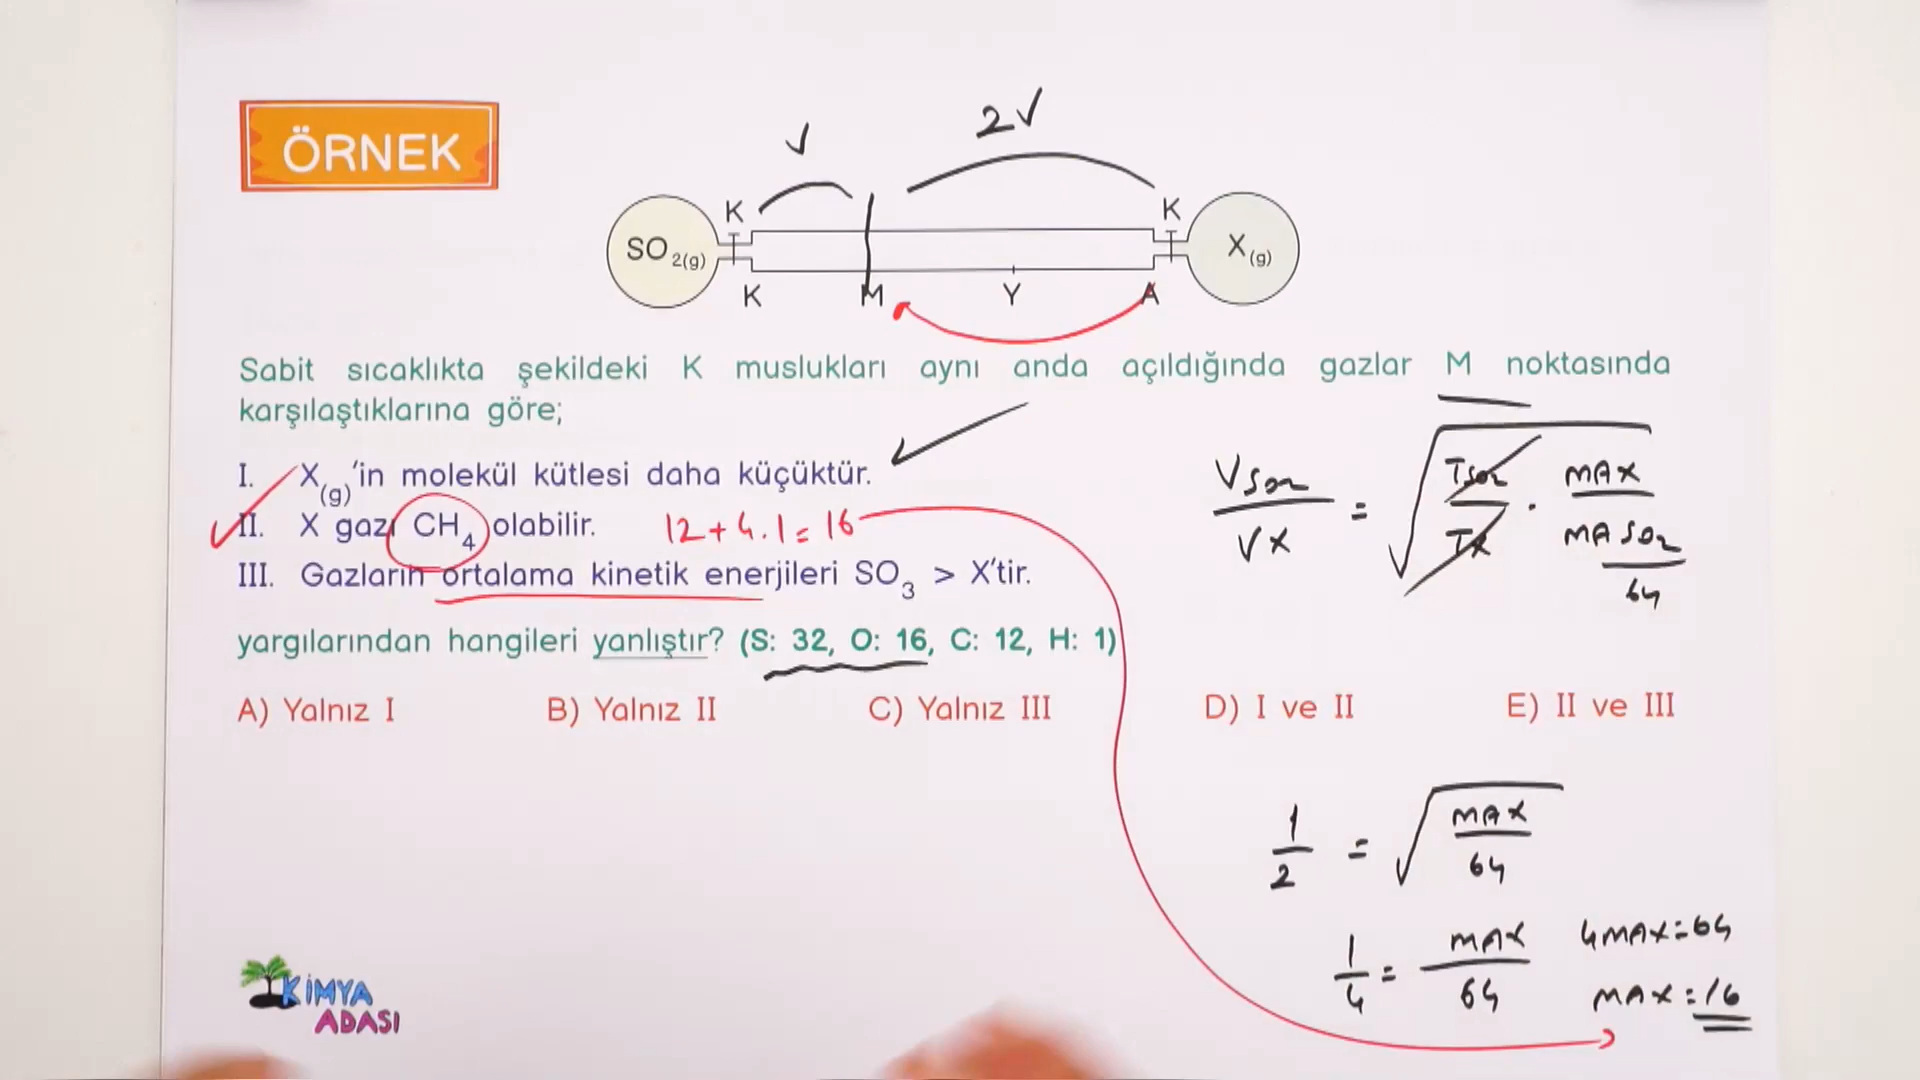 ÖRNEK
V
2V
K
K
SO2(g)
X(g)
K
M
Y
A
Sabit sıcaklıkta şekildeki K muslukları aynı anda açıldığında gazlar M noktasında
karşılaştıklarına göre;
I. X(g)'in molekül kütlesi daha küçüktür.
II. X gazı CH4 olabilir.
12 + 4.1 = 16
III. Gazların ortalama kinetik enerjileri SO3 > X'tir.
yargılarından hangileri yanlıştır? (S: 32, O: 16, C: 12, H: 1)
A) Yalnız I
B) Yalnız II
C) Yalnız III
D) I ve II
E) II ve III
VSO2 / VX = √ TSO2 / TX . MAX / MASO2
64
1/2 = √ MAX/64
1/4 = MAX/64
4MAX=64
MAX=16
KİMYA
ADASI